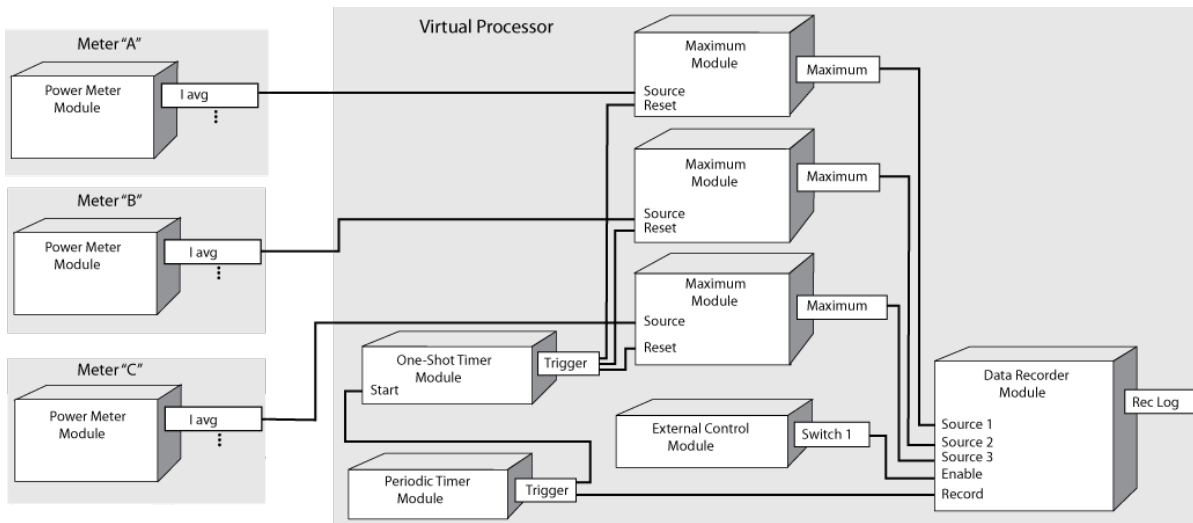 Virtual Processor
Meter "A"
Power Meter
Module
I avg
Maximum
Module
Source
Reset
Maximum
Meter "B"
Power Meter
Module
I avg
Maximum
Module
Source
Reset
Maximum
Meter "C"
Power Meter
Module
I avg
Maximum
Module
Source
Reset
Maximum
One-Shot Timer
Module
Start
Trigger
External Control
Module
Switch 1
Periodic Timer
Module
Trigger
Data Recorder
Module
Source 1
Source 2
Source 3
Enable
Record
Rec Log